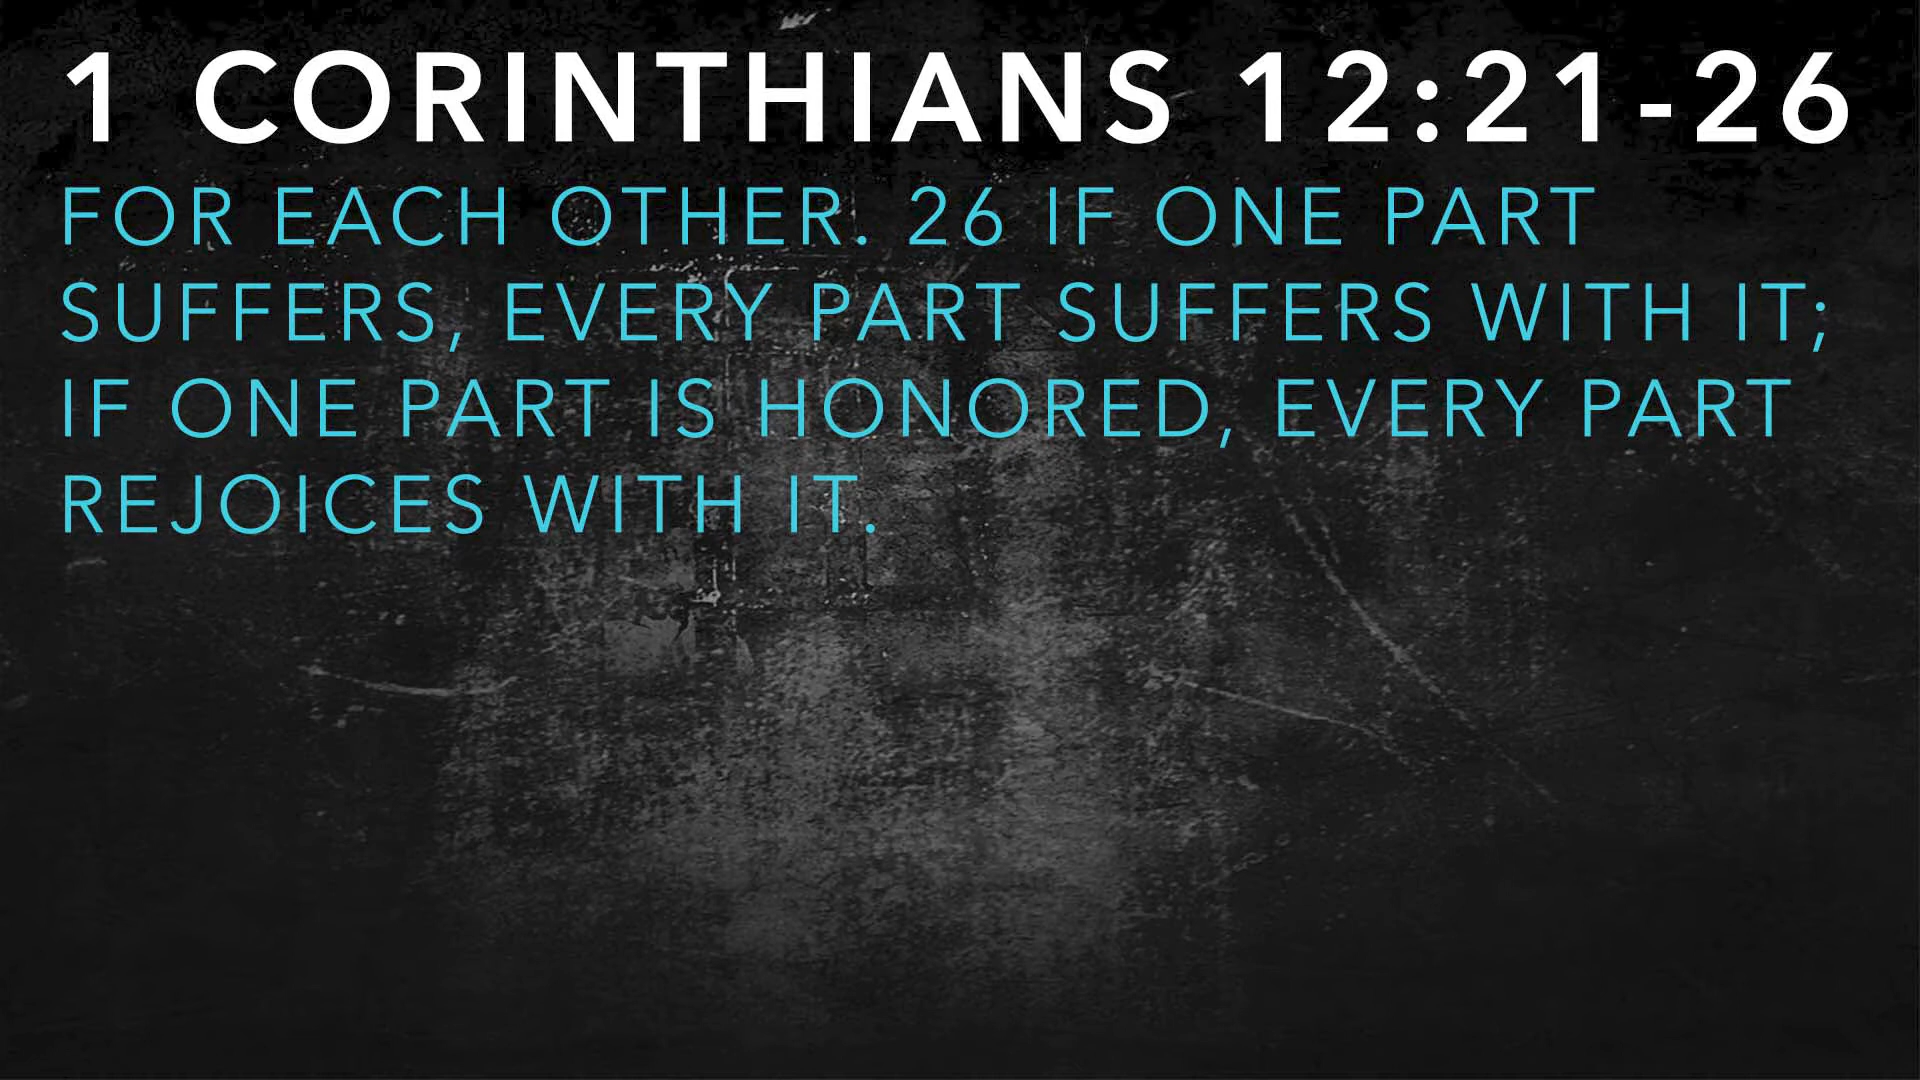 1 CORINTHIANS 12:21-26
FOR EACH OTHER. 26 IF ONE PART
SUFFERS, EVERY PART SUFFERS WITH IT;
IF ONE PART IS HONORED, EVERY PART
REJOICES WITH IT.